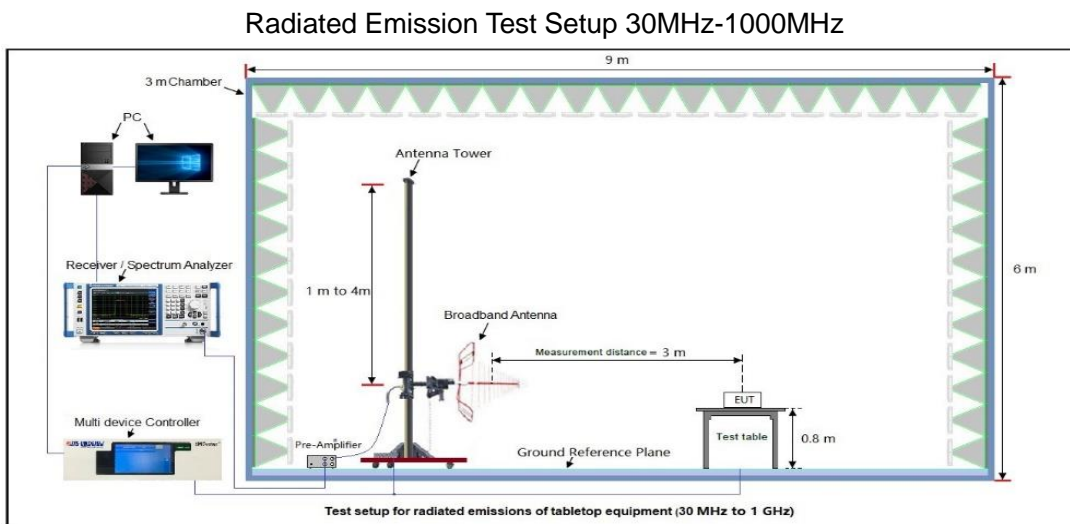 Radiated Emission Test Setup 30MHz-1000MHz
9 m
3 m Chamber
PC
Antenna Tower
Receiver / Spectrum Analyzer
6 m
1 m to 4m
Broadband Antenna
Measurement distance = 3 m
EUT
Multi device Controller
Pre-Amplifier
Test table
0.8 m
Ground Reference Plane
Test setup for radiated emissions of tabletop equipment (30 MHz to 1 GHz)